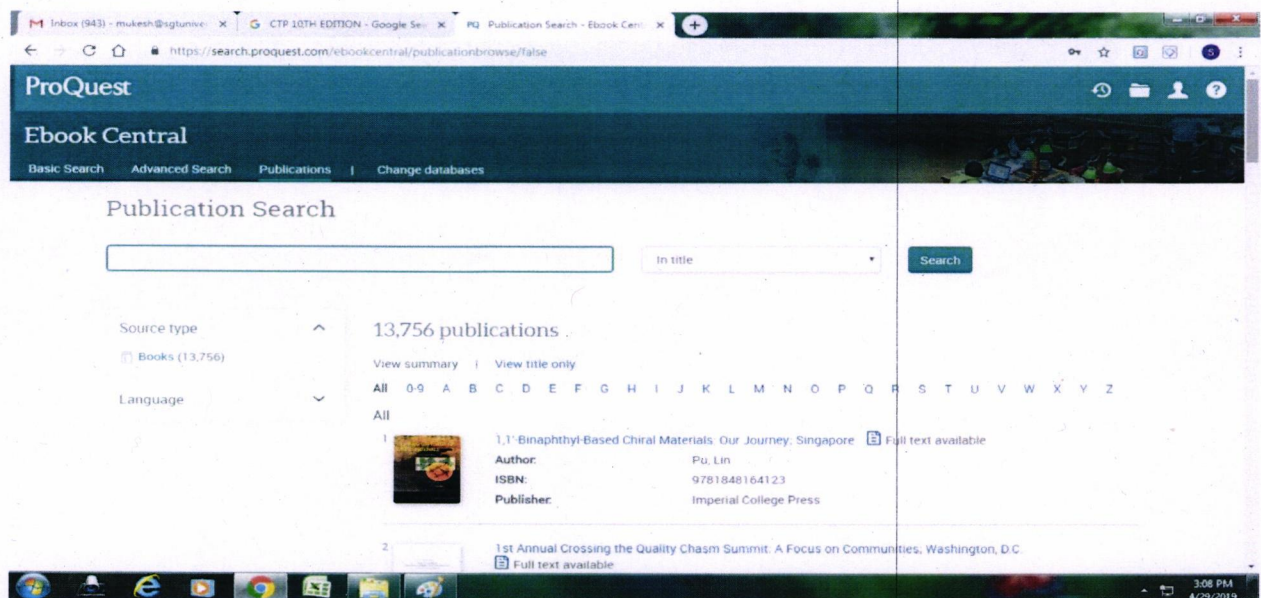 Inbox (943) - mukesh@sgtunive
CTP 10TH EDITION - Google Se
PQ Publication Search - Ebook Cen
https://search.proquest.com/ebookcentral/publicationbrowse/false
S
ProQuest
Ebook Central
Basic Search Advanced Search Publications | Change databases
Publication Search
In title
Search
Source type
Books (13,756)
Language
13,756 publications
View summary | View title only
All 0-9 A B C D E F G H I J K L M N O P Q R S T U V W X Y Z
All
1
1,1'-Binaphthyl-Based Chiral Materials: Our Journey; Singapore Full text available
Author: Pu, Lin
ISBN: 9781848164123
Publisher: Imperial College Press
2
1st Annual Crossing the Quality Chasm Summit: A Focus on Communities; Washington, D.C.
Full text available
3:08 PM
4/29/2019